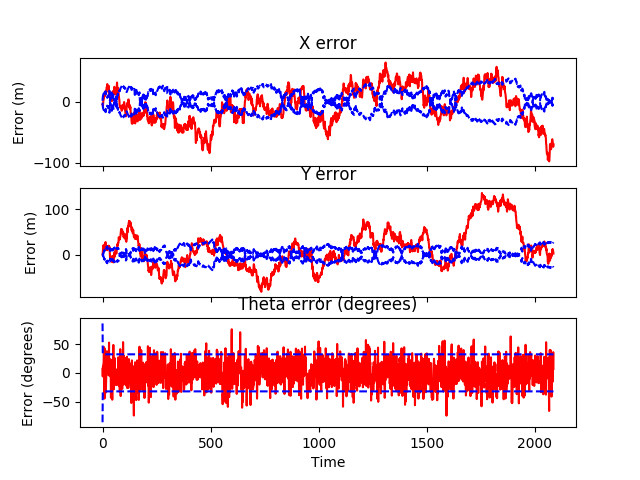 X error
Error (m)
0
−100
Y error
Error (m)
100
0
Theta error (degrees)
Error (degrees)
50
0
−50
0
500
1000
1500
2000
Time